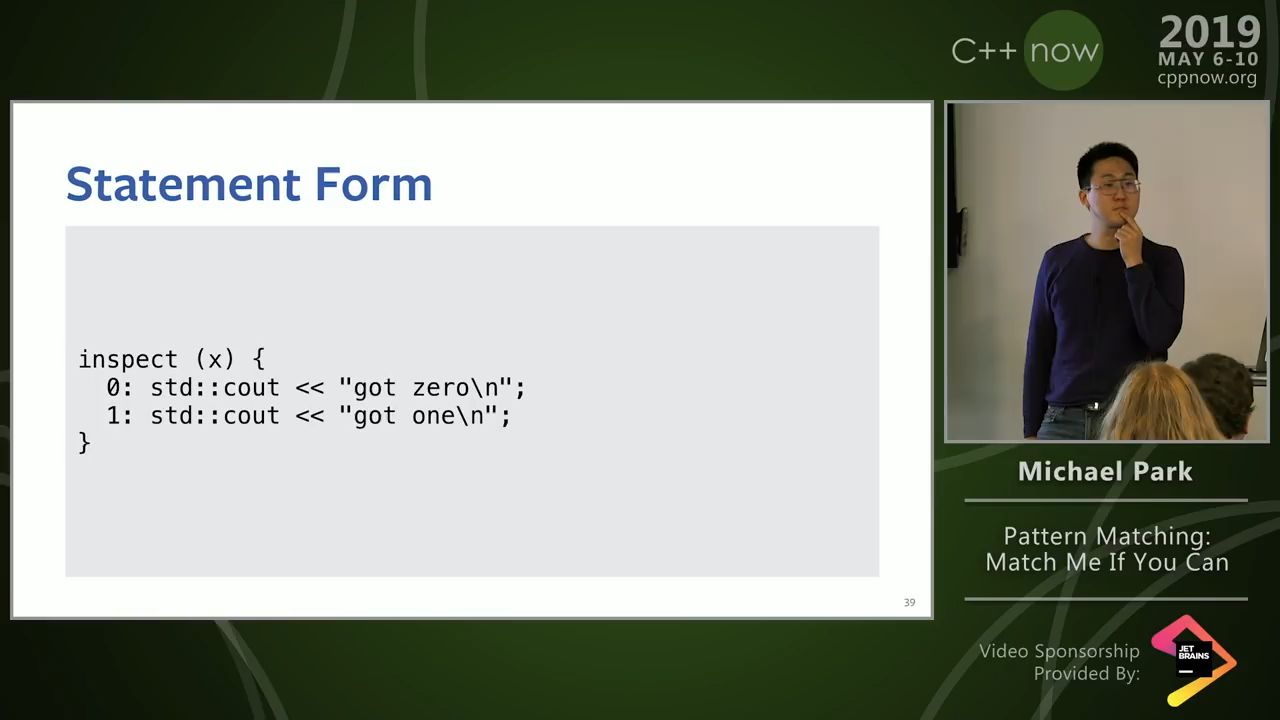 C++ now
2019
MAY 6-10
cppnow.org
Statement Form
inspect (x) {
  0: std::cout << "got zero\n";
  1: std::cout << "got one\n";
}
39
Michael Park
Pattern Matching:
Match Me If You Can
Video Sponsorship
Provided By:
JET
BRAINS